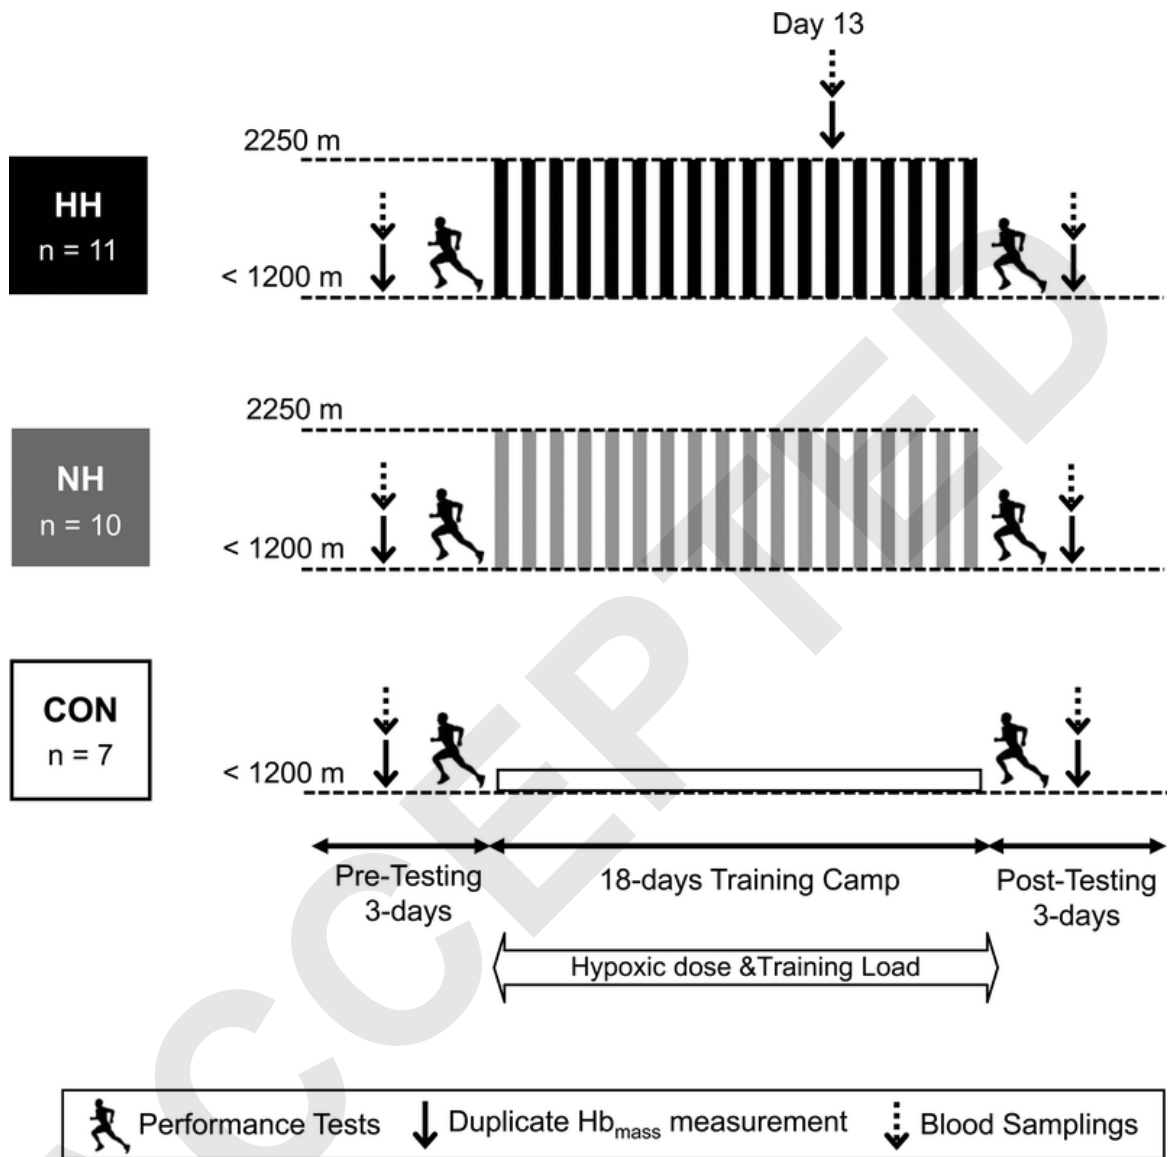 Day 13
2250 m
HH
n = 11
< 1200 m
2250 m
NH
n = 10
< 1200 m
CON
n = 7
< 1200 m
Pre-Testing
3-days
18-days Training Camp
Post-Testing
3-days
Hypoxic dose &Training Load
Performance Tests
Duplicate Hbmass measurement
Blood Samplings
ACCEPTED